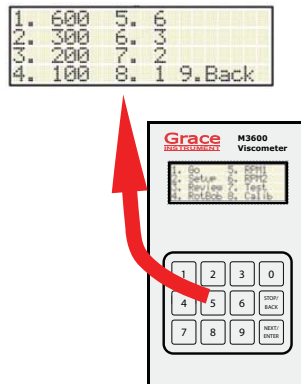 1. 600 5. 6
2. 300 6. 3
3. 200 7. 2
4. 100 8. 1 9.Back
Grace M3600
INSTRUMENT Viscometer
1. Go 5. RPM1
2. Setup 6. RPM2
3. Review 7. Test
4. RotBob 8. Calib
1 2 3 0
4 5 6 STOP/
BACK
7 8 9 NEXT/
ENTER